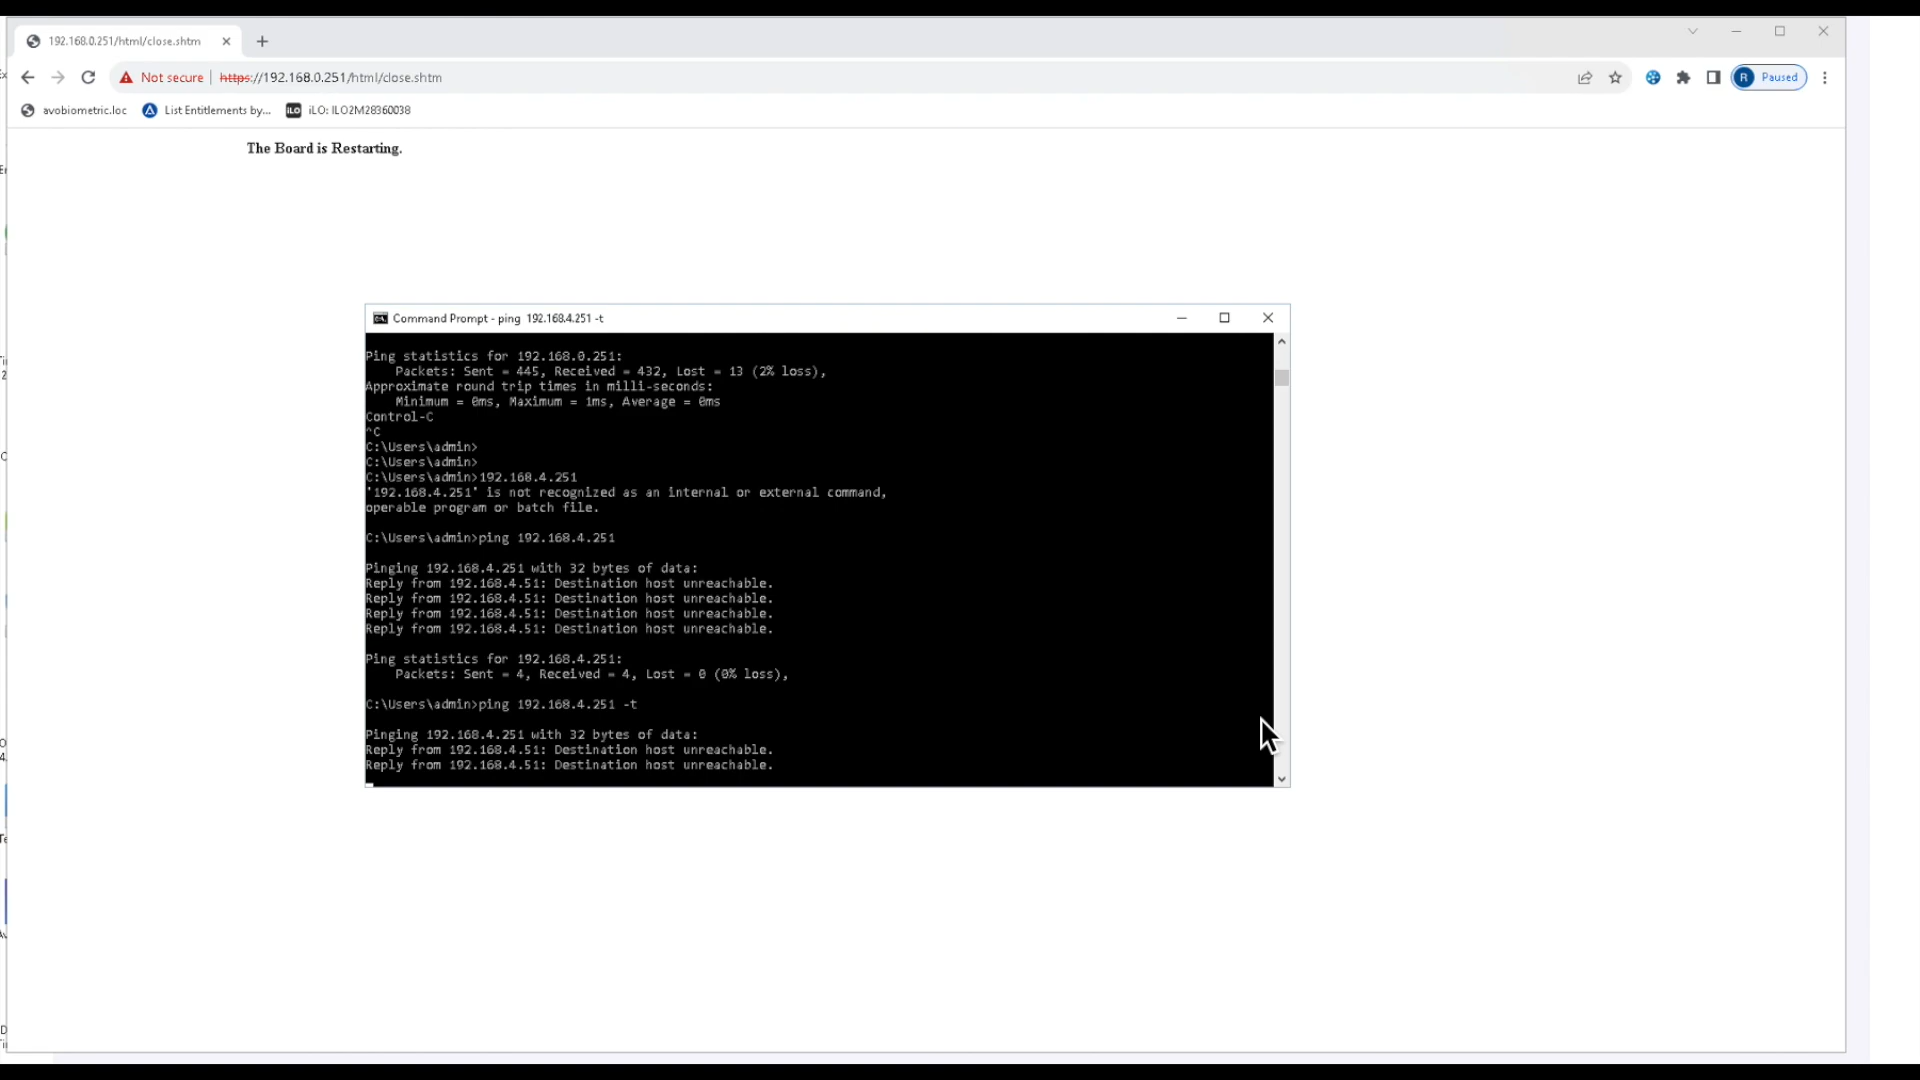 192.168.0.251/html/close.shtm
Not secure
https://192.168.0.251/html/close.shtm
Paused
R
avobiometric.loc
List Entitlements by...
iLO
iLO: ILO2M28360038
The Board is Restarting.
Command Prompt - ping 192.168.4.251 -t
Ping statistics for 192.168.0.251:
Packets: Sent = 445, Received = 432, Lost = 13 (2% loss),
Approximate round trip times in milli-seconds:
Minimum = 0ms, Maximum = 1ms, Average = 0ms
Control-C
^C
C:\Users\admin>
C:\Users\admin>
C:\Users\admin>192.168.4.251
'192.168.4.251' is not recognized as an internal or external command,
operable program or batch file.
C:\Users\admin>ping 192.168.4.251
Pinging 192.168.4.251 with 32 bytes of data:
Reply from 192.168.4.51: Destination host unreachable.
Reply from 192.168.4.51: Destination host unreachable.
Reply from 192.168.4.51: Destination host unreachable.
Reply from 192.168.4.51: Destination host unreachable.
Ping statistics for 192.168.4.251:
Packets: Sent = 4, Received = 4, Lost = 0 (0% loss),
C:\Users\admin>ping 192.168.4.251 -t
Pinging 192.168.4.251 with 32 bytes of data:
Reply from 192.168.4.51: Destination host unreachable.
Reply from 192.168.4.51: Destination host unreachable.